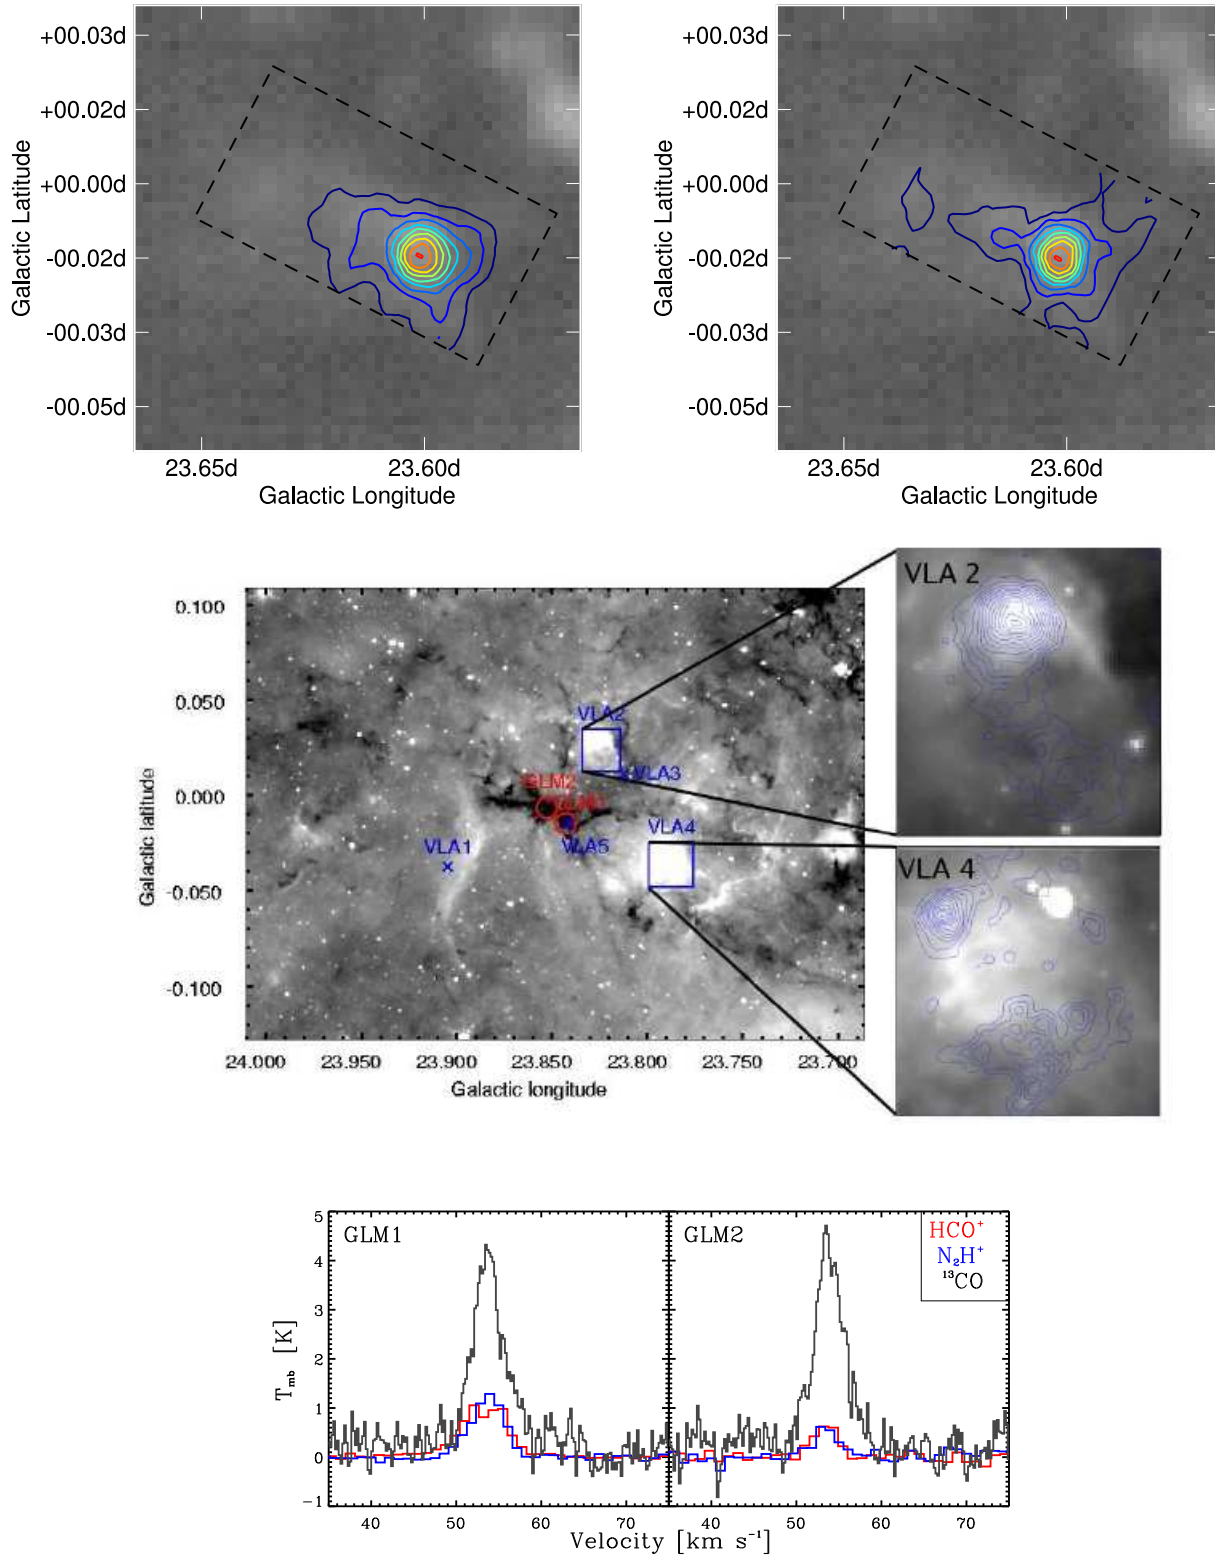 +00.03d
+00.02d
+00.00d
-00.02d
-00.03d
-00.05d
Galactic Latitude
23.65d 23.60d
Galactic Longitude
+00.03d
+00.02d
+00.00d
-00.02d
-00.03d
-00.05d
Galactic Latitude
23.65d 23.60d
Galactic Longitude
0.100
0.050
0.000
-0.050
-0.100
Galactic latitude
VLA2
VLA3
GLM2
VLA4
VLA1
VLA5
24.000 23.950 23.900 23.850 23.800 23.750 23.700
Galactic longitude
VLA 2
VLA 4
GLM1
GLM2
HCO⁺
N₂H⁺
¹³CO
5
4
3
2
1
0
−1
T_mb [K]
40 50 60 70 40 50 60 70
Velocity [km s⁻¹]